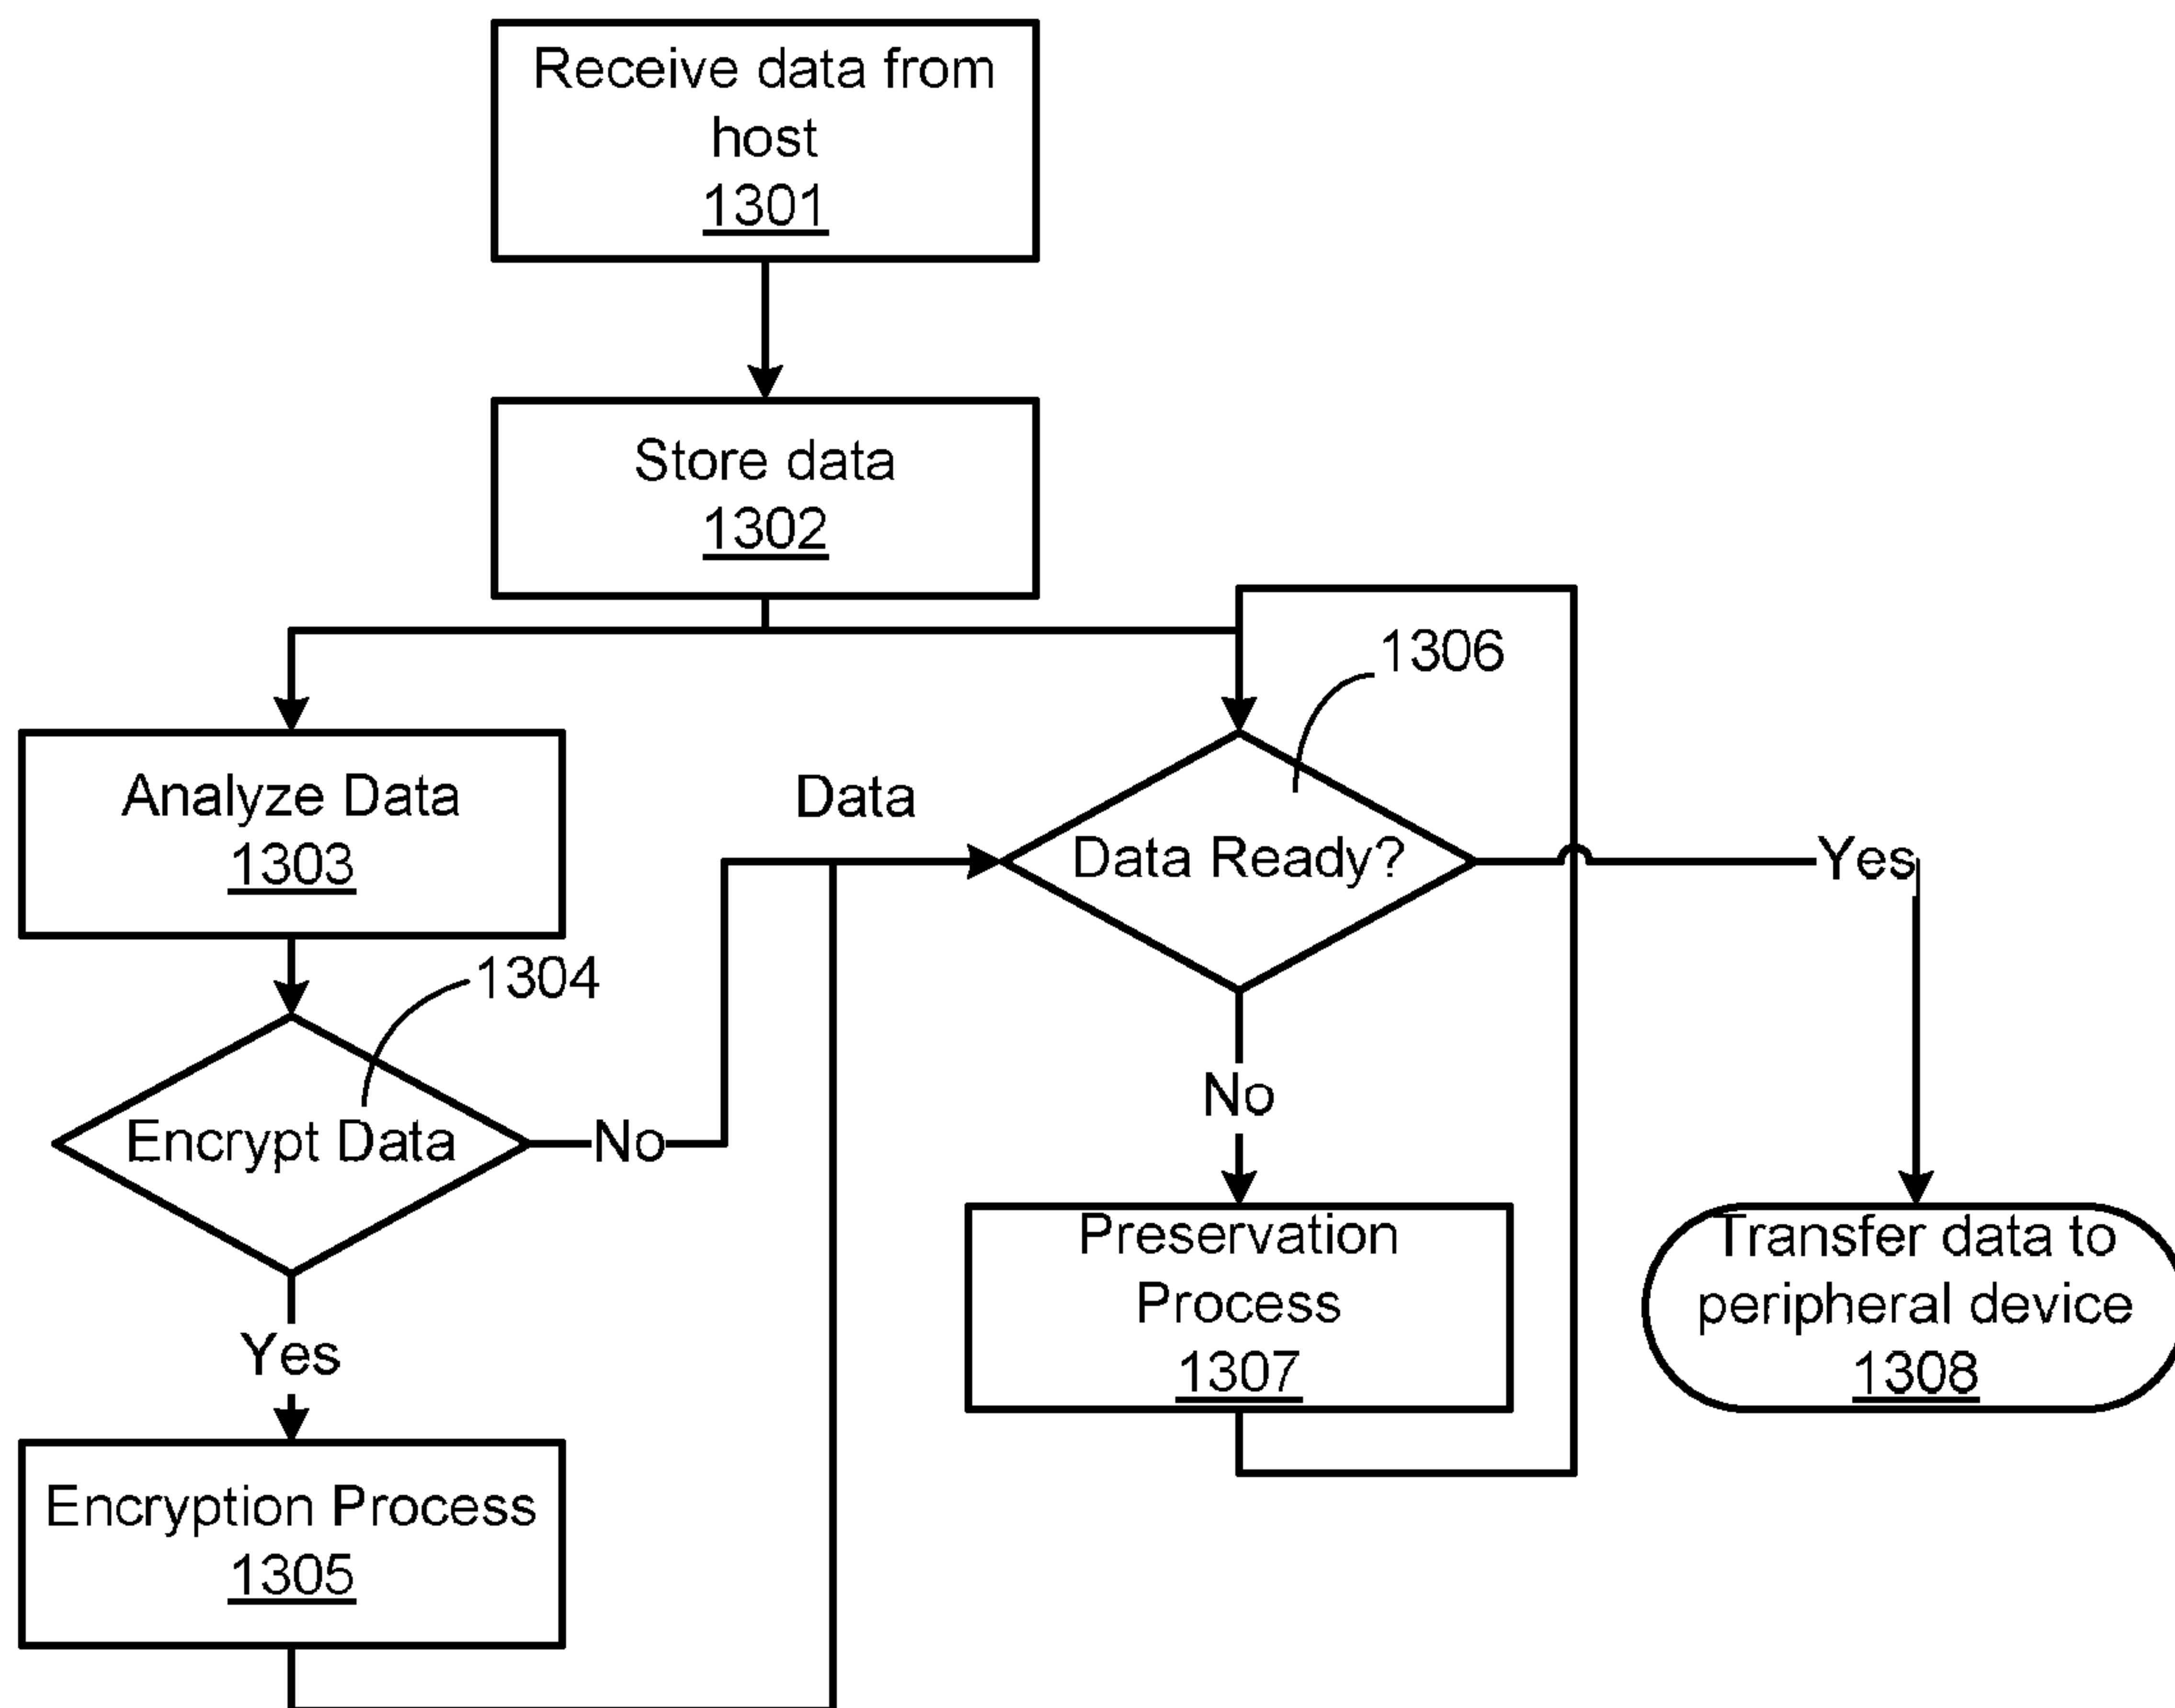 Receive data from
host
1301
Store data
1302
1306
Analyze Data
1303
Data
Data Ready?
Yes
1304
Encrypt Data
No
No
Yes
Preservation
Process
1307
Transfer data to
peripheral device
1308
Encryption Process
1305